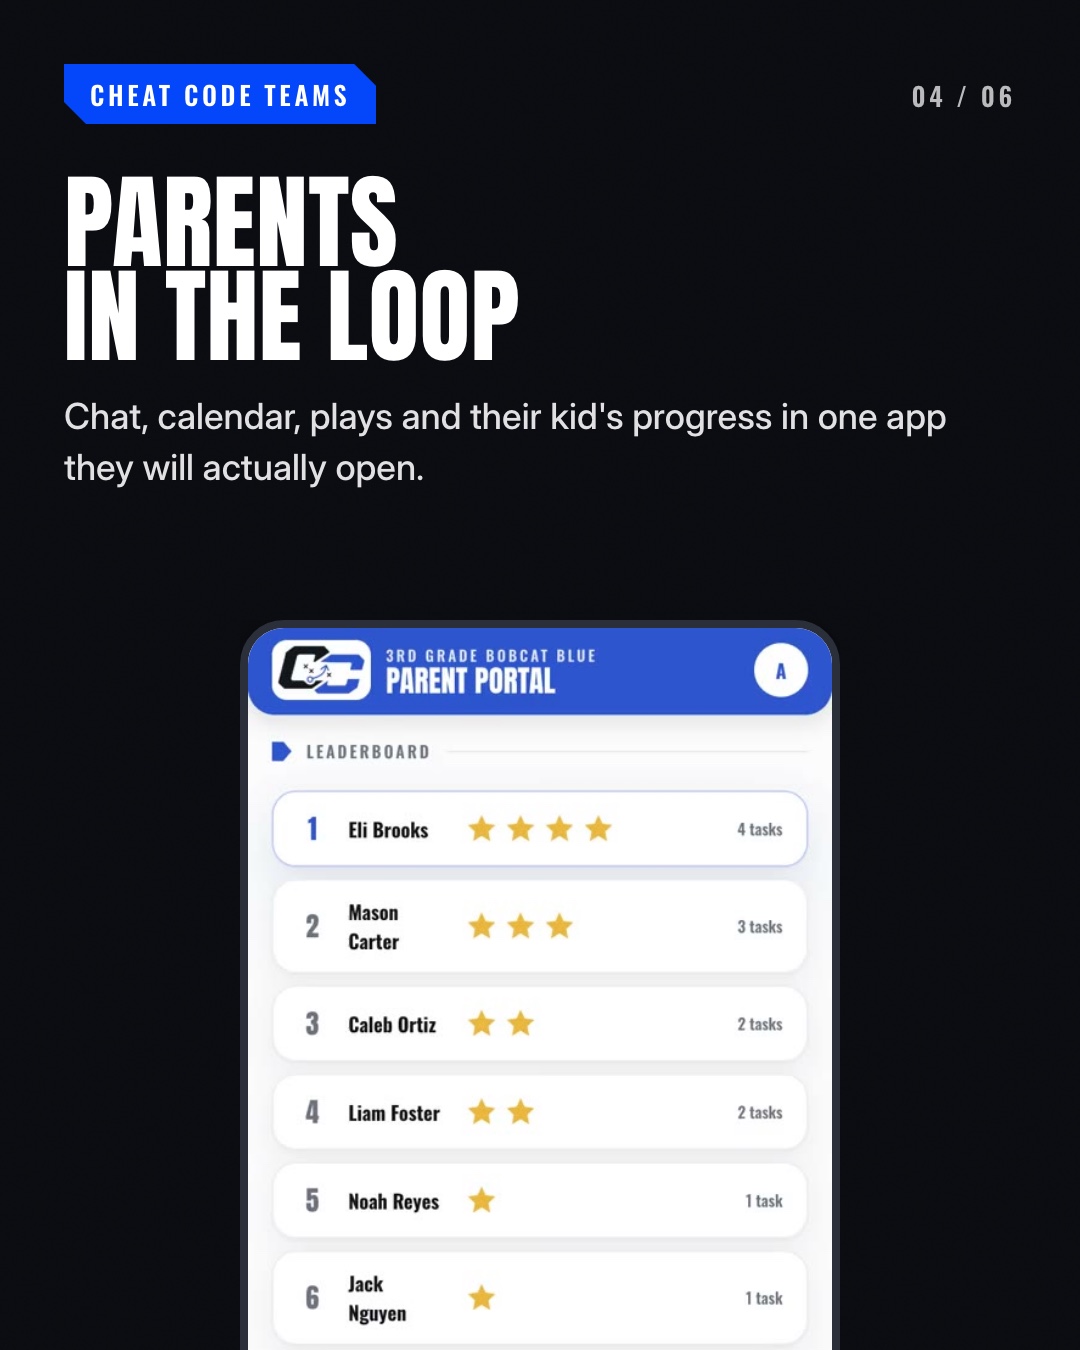 CHEAT CODE TEAMS
04 / 06
PARENTS
IN THE LOOP
Chat, calendar, plays and their kid's progress in one app
they will actually open.
CC
3RD GRADE BOBCAT BLUE
PARENT PORTAL
A
LEADERBOARD
1 Eli Brooks 4 tasks
2 Mason
Carter 3 tasks
3 Caleb Ortiz 2 tasks
4 Liam Foster 2 tasks
5 Noah Reyes 1 task
6 Jack
Nguyen 1 task